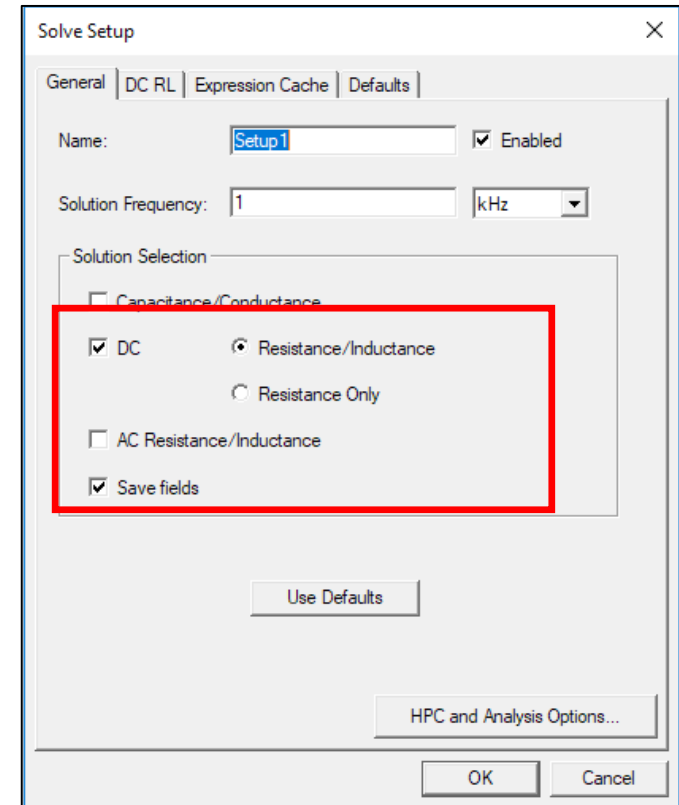 Solve Setup
General DC RL Expression Cache Defaults
Name: Setup1 Enabled
Solution Frequency: 1 kHz
Solution Selection
Capacitance/Conductance
DC Resistance/Inductance
Resistance Only
AC Resistance/Inductance
Save fields
Use Defaults
HPC and Analysis Options...
OK Cancel